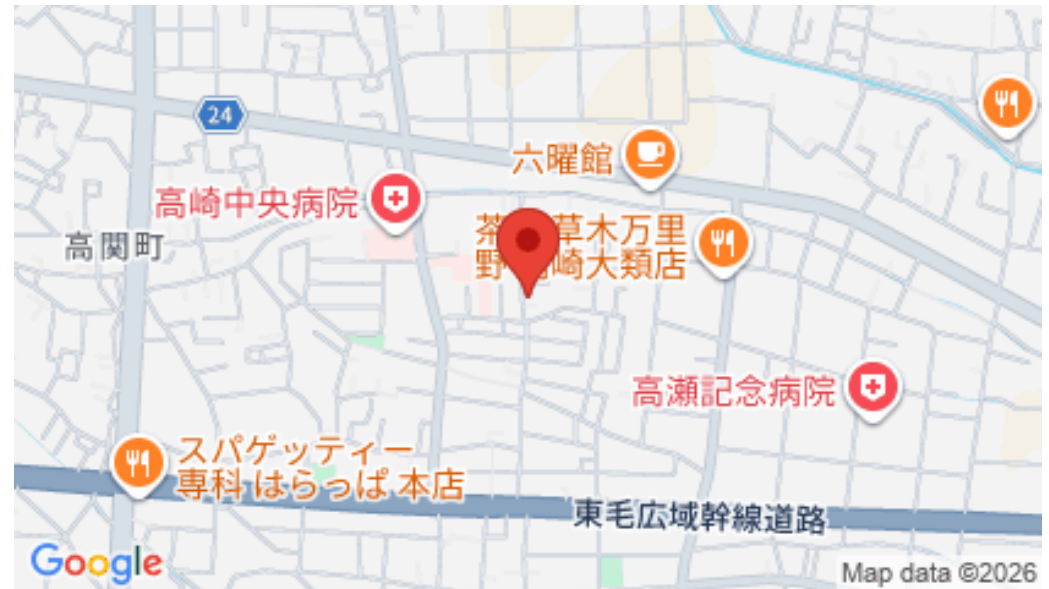 24
六曜館
高崎中央病院
高関町
茶 草木万里
野 崎大類店
高瀬記念病院
スパゲッティー
専科 はらっぱ 本店
東毛広域幹線道路
Google
Map data ©2026